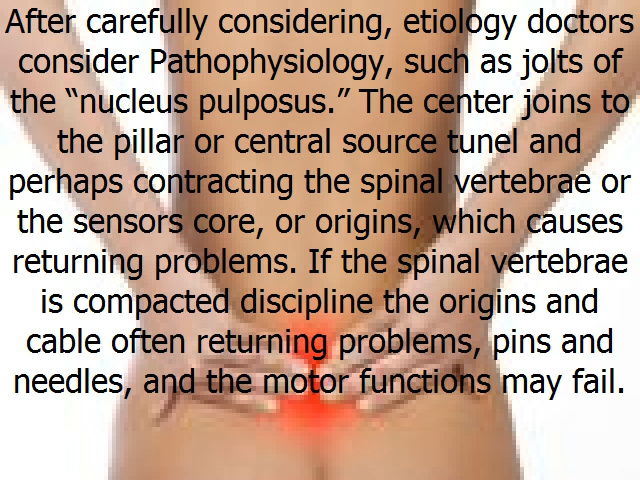 After carefully considering, etiology doctors
consider Pathophysiology, such as jolts of
the “nucleus pulposus.” The center joins to
the pillar or central source tunel and
perhaps contracting the spinal vertebrae or
the sensors core, or origins, which causes
returning problems. If the spinal vertebrae
is compacted discipline the origins and
cable often returning problems, pins and
needles, and the motor functions may fail.